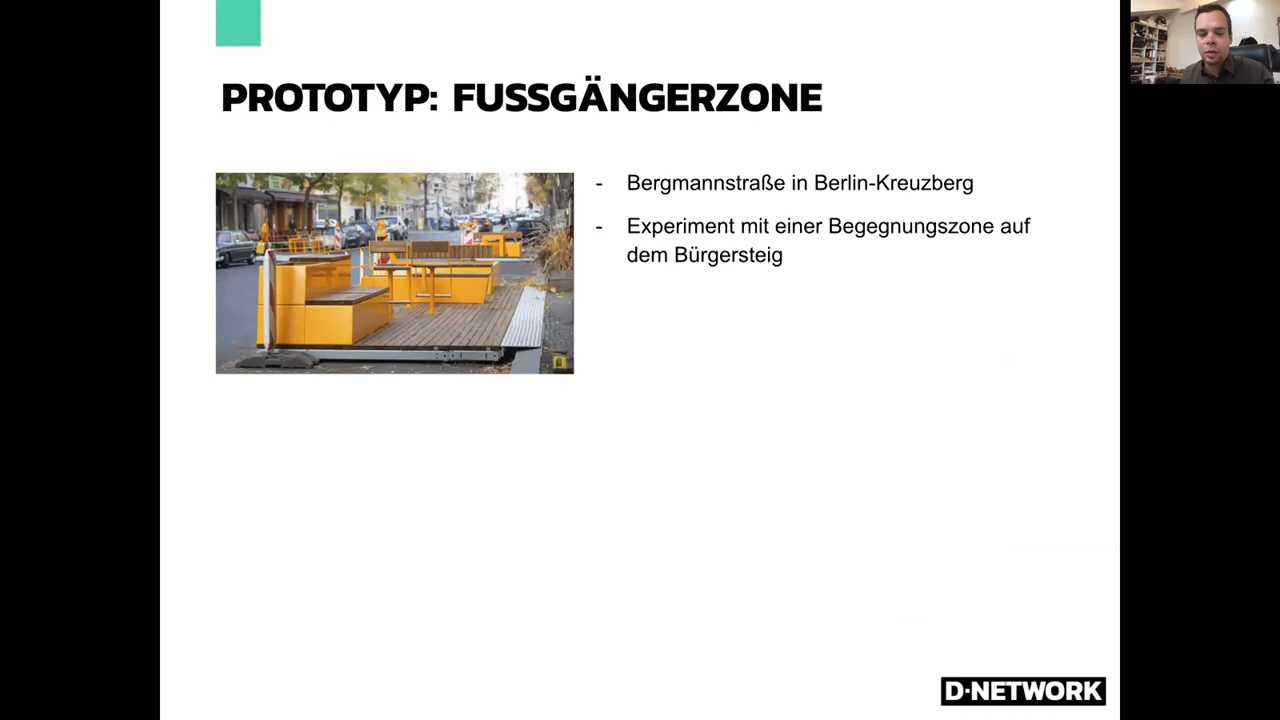 PROTOTYP: FUSSGÄNGERZONE
- Bergmannstraße in Berlin-Kreuzberg
- Experiment mit einer Begegnungszone auf
dem Bürgersteig
D·NETWORK